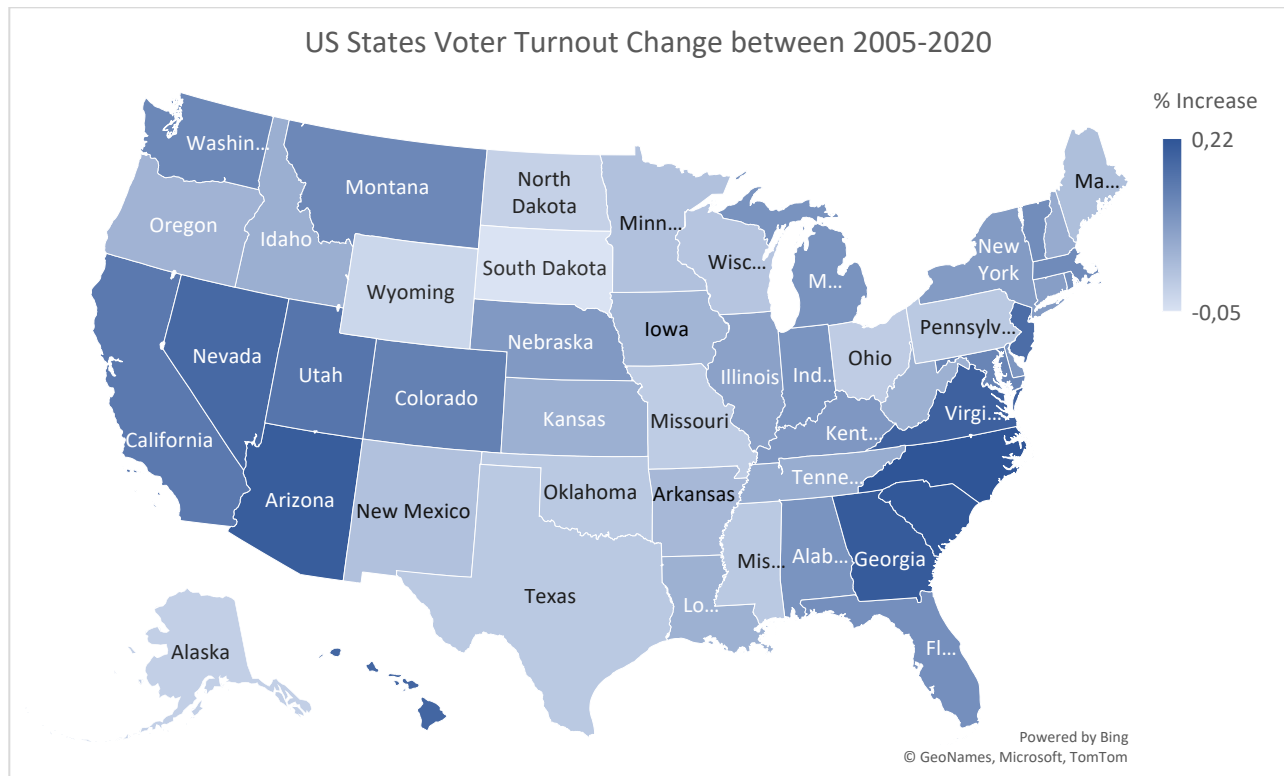 US States Voter Turnout Change between 2005-2020
% Increase
0,22
-0,05
Washin...
Montana
North
Dakota
Minn...
Ma...
Oregon
Idaho
South Dakota
Wisc...
New
York
M...
Wyoming
Iowa
Pennsylv...
Nebraska
Ohio
Nevada
Utah
Colorado
Illinois
Ind...
California
Kansas
Missouri
Kent...
Virgi...
Arizona
New Mexico
Oklahoma
Arkansas
Tenne...
Mis...
Alab...
Georgia
Texas
Lo...
Fl...
Alaska
Powered by Bing
© GeoNames, Microsoft, TomTom